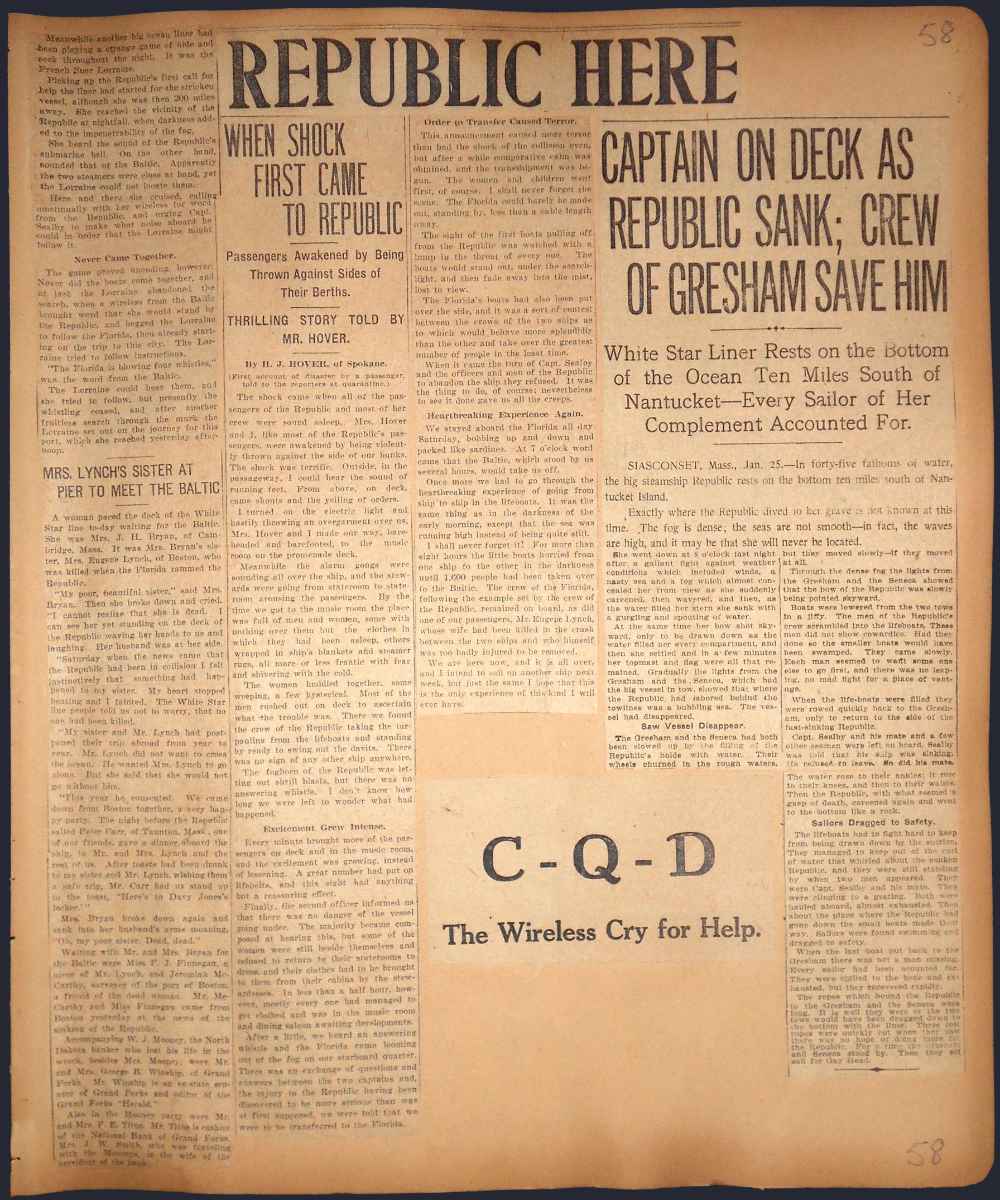 58
Meanwhile another big ocean liner had
been playing a strange game of hide and
seek throughout the night. It was the
French liner Lorraine.
Picking up the Republic's first call for
help the liner had started for the stricken
vessel, although she was then 200 miles
away. She reached the vicinity of the
Republic at nightfall, when darkness add-
ed to the impenetrability of the fog.
She heard the sound of the Republic's
submarine bell. On the other hand,
sounded that of the Baltic. Apparently
the two steamers were close at hand, yet
the Lorraine could not locate them.
Here and there she cruised, calling
continually with her wireless for word
from the Republic, and urging Capt.
Sealby to make what noise aboard he
could in order that the Lorraine might
follow it.
Never Came Together.
The game proved unending, however.
Never did the boats come together, and
at last the Lorraine abandoned the
search, when a wireless from the Baltic
brought word that she would stand by
the Republic, and begged the Lorraine
to follow the Florida, then already start-
ing on the trip to this city. The Lor-
raine tried to follow instructions.
"The Florida is blowing four whistles,"
was the word from the Baltic.
The Lorraine could hear them, and
she tried to follow, but presently the
whistling ceased, and after another
fruitless search through the murk the
Lorraine set out on the journey for this
port, which she reached yesterday after-
noon.
MRS. LYNCH'S SISTER AT
PIER TO MEET THE BALTIC
A woman paced the deck of the White
Star line to-day waiting for the Baltic.
She was Mrs. J. H. Bryan, of Cam-
bridge, Mass. It was Mrs. Bryan's sis-
ter, Mrs. Eugene Lynch, of Boston, who
was killed when the Florida rammed the
Republic.
"My poor, beautiful sister," said Mrs.
Bryan. Then she broke down and cried.
"I cannot realize that she is dead. I
can see her yet standing on the deck of
the Republic waving her hands to us and
laughing. Her husband was at her side.
"Saturday when the news came that
the Republic had been in collision I felt
instinctively that something had hap-
pened to my sister. My heart stopped
beating and I fainted. The White Star
line people told us not to worry, that no
one had been killed.
"My sister and Mr. Lynch had post-
poned their trip abroad from year to
year. Mr. Lynch did not want to cross
the ocean. He wanted Mrs. Lynch to go
alone. But she said that she would not
go without him.
"This year he consented. We came
down from Boston together, a very hap-
py party. The night before the Republic
sailed Peter Carr, of Taunton, Mass., one
of our friends, gave a dinner aboard the
ship, to Mr. and Mrs. Lynch and the
rest of us. After toasts had been drunk
to my sister and Mr. Lynch, wishing them
a safe trip, Mr. Carr had us stand up
to the toast, "Here's to Davy Jones's
locker.'"
Mrs. Bryan broke down again and
sank into her husband's arms moaning,
"Oh, my poor sister. Dead, dead."
Waiting with Mr. and Mrs. Bryan for
the Baltic were Miss F. J. Finnegan, a
niece of Mr. Lynch, and Jeremiah Mc-
Carthy, surveyor of the port of Boston,
a friend of the dead woman. Mr. Mc-
Carthy and Miss Finnegan came from
Boston yesterday at the news of the
sinking of the Republic.
Accompanying W. J. Mooney, the North
Dakota banker who lost his life in the
wreck, besides Mrs. Mooney, were Mr.
and Mrs. George B. Winship, of Grand
Forks. Mr. Winship is an ex-state sen-
ator of Grand Forks and editor of the
Grand Forks "Herald."
Also in the Mooney party were Mr.
and Mrs. F. E. Titus. Mr. Titus is cashier
of the National Bank of Grand Forks.
Mrs. J. W. Smith, who was traveling
with the Mooneys, is the wife of the
president of the bank.
REPUBLIC HERE
WHEN SHOCK
FIRST CAME
TO REPUBLIC
Passengers Awakened by Being
Thrown Against Sides of
Their Berths.
THRILLING STORY TOLD BY
MR. HOVER.
By H. J. HOVER, of Spokane.
(First account of disaster by a passenger,
told to the reporters at quarantine.)
The shock came when all of the pas-
sengers of the Republic and most of her
crew were sound asleep. Mrs. Hover
and I, like most of the Republic's pas-
sengers, were awakened by being violent-
ly thrown against the side of our bunks.
The shock was terrific. Outside, in the
passageway, I could hear the sound of
running feet. From above, on deck,
came shouts and the yelling of orders.
I turned on the electric light and
hastily throwing an overgarment over us,
Mrs. Hover and I made our way, bare-
headed and barefooted, to the music
room on the promenade deck.
Meanwhile the alarm gongs were
sounding all over the ship, and the stew-
ards were going from stateroom to state
room arousing the passengers. By the
time we got to the music room the place
was full of men and women, some with
nothing over them but the clothes in
which they had been asleep, others
wrapped in ship's blankets and steamer
rugs, all more or less frantic with fear
and shivering with the cold.
The women huddled together, some
weeping, a few hysterical. Most of the
men rushed out on deck to ascertain
what the trouble was. There we found
the crew of the Republic taking the tar-
paulins from the lifeboats and standing
by ready to swing out the davits. There
was no sign of any other ship anywhere.
The foghorn of the Republic was let-
ting out shrill blasts, but there was no
answering whistle. I don't know how
long we were left to wonder what had
happened.
Excitement Grew Intense.
Every minute brought more of the pas-
sengers on deck and in the music room,
and the excitement was growing, instead
of lessening. A great number had put on
lifebelts, and this sight had anything
but a reassuring effect.
Finally, the second officer informed us
that there was no danger of the vessel
going under. The majority became com-
posed at hearing this, but some of the
women were still beside themselves and
refused to return to their staterooms to
dress, and their clothes had to be brought
to them from their cabins by the stew-
ardesses. In less than a half hour, how-
ever, mostly every one had managed to
get clothed and was in the music room
and dining saloon awaiting developments.
After a little, we heard an answering
whistle and the Florida came looming
out of the fog on our starboard quarter.
There was an exchange of questions and
answers between the two captains and,
the injury to the Republic having been
discovered to be more serious than was
at first supposed, we were told that we
were to be transferred to the Florida.
Order to Transfer Caused Terror.
This announcement caused more terror
than had the shock of the collision even,
but after a while comparative calm was
obtained, and the transshipment was be-
gun. The women and children went
first, of course. I shall never forget the
scene. The Florida could barely be made
out, standing by, less than a cable length
away.
The sight of the first boats pulling off
from the Republic was watched with a
lump in the throat of every one. The
boats would stand out, under the search-
light, and then fade away into the mist,
lost to view.
The Florida's boats had also been put
over the side, and it was a sort of contest
between the crews of the two ships as
to which would behave more splendidly
than the other and take over the greatest
number of people in the least time.
When it came the turn of Capt. Sealby
and the officers and men of the Republic
to abandon the ship they refused. It was
the thing to do, of course; nevertheless
to see it done gave us all the creeps.
Heartbreaking Experience Again.
We stayed aboard the Florida all day
Saturday, bobbing up and down and
packed like sardines. At 7 o'clock word
came that the Baltic, which stood by us
several hours, would take us off.
Once more we had to go through the
heartbreaking experience of going from
ship to ship in the lifeboats. It was the
same thing as in the darkness of the
early morning, except that the sea was
running high instead of being quite still.
I shall never forget it! For more than
eight hours the little boats hurried from
one ship to the other in the darkness
until 1,600 people had been taken over
to the Baltic. The crew of the Florida,
following the example set by the crew of
the Republic, remained on board, as did
one of our passengers, Mr. Eugene Lynch,
whose wife had been killed in the crash
between the two ships and who himself
was too badly injured to be removed.
We are here now, and it is all over,
and I intend to sail on another ship next
week, but just the same I hope that this
is the only experience of this kind I will
ever have.
CAPTAIN ON DECK AS
REPUBLIC SANK; CREW
OF GRESHAM SAVE HIM
White Star Liner Rests on the Bottom
of the Ocean Ten Miles South of
Nantucket—Every Sailor of Her
Complement Accounted For.
SIASCONSET, Mass., Jan. 25.—In forty-five fathoms of water,
the big steamship Republic rests on the bottom ten miles south of Nan-
tucket Island.
Exactly where the Republic dived to her grave is not known at this
time. The fog is dense; the seas are not smooth—in fact, the waves
are high, and it may be that she will never be located.
She went down at 8 o'clock last night
after a gallant fight against weather
conditions which included winds, a
nasty sea and a fog which almost con-
cealed her from view as she suddenly
careened, then wavered, and then, as
the water filled her stern she sank with
a gurgling and spouting of water.
At the same time her bow shot sky-
ward, only to be drawn down as the
water filled her every compartment, and
then she settled and in a few minutes
her topmast and flag were all that re-
mained. Gradually the lights from the
Gresham and the Seneca, which had
the big vessel in tow, showed that where
the Republic had labored behind the
towlines was a bubbling sea. The ves-
sel had disappeared.
Saw Vessel Disappear.
The Gresham and the Seneca had both
been slowed up by the filling of the
Republic's holds with water. Their
wheels churned in the rough waters,
but they moved slowly—if they moved
at all.
Through the dense fog the lights from
the Gresham and the Seneca showed
that the bow of the Republic was slowly
being pointed skyward.
Boats were lowered from the two tows
in a jiffy. The men of the Republic's
crew scrambled into the lifeboats. These
men did not show cowardice. Had they
done so the smaller boats would have
been swamped. They came slowly.
Each man seemed to want some one
else to go first, and there was no leav-
ing, no mad fight for a place of vant-
age.
When the life-boats were filled they
were rowed quickly back to the Gresh-
am, only to return to the side of the
fast-sinking Republic.
Capt. Sealby and his mate and a few
other seamen were left on board. Sealby
was told that his ship was sinking.
He refused to leave. So did his mate.
The water rose to their ankles; it rose
to their knees, and then to their waists.
Then the Republic, with what seemed a
gasp of death, careened again and went
to the bottom like a rock.
Sailors Dragged to Safety.
The lifeboats had to fight hard to keep
from being drawn down by the suction.
They managed to keep out of the curl
of water that whirled about the sunken
Republic, and they were still standing
by when two men appeared. They
were Capt. Sealby and his mate. They
were clinging to a grating. Both were
hauled aboard, almost exhausted. Then
about the place where the Republic had
gone down the small boats made their
way. Sailors were found swimming and
dragged to safety.
When the last boat put back to the
Gresham there was not a man missing.
Every sailor had been accounted for.
They were chilled to the bone and ex-
hausted, but they recovered rapidly.
The ropes which bound the Republic
to the Gresham and the Seneca were
long. It is well they were or the two
tows would have been dragged down to
the bottom with the liner. These tow
ropes were quickly cut when they saw
there was no hope of doing more for
the Republic. For a time the Gresham
and Seneca stood by. Then they set
sail for Gay Head.
C-Q-D
The Wireless Cry for Help.
58